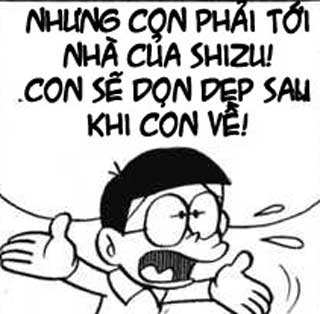 NHƯNG CON PHẢI TỚI
NHÀ CỦA SHIZU!
CON SẼ DỌN DẸP SAU
KHI CON VỀ!